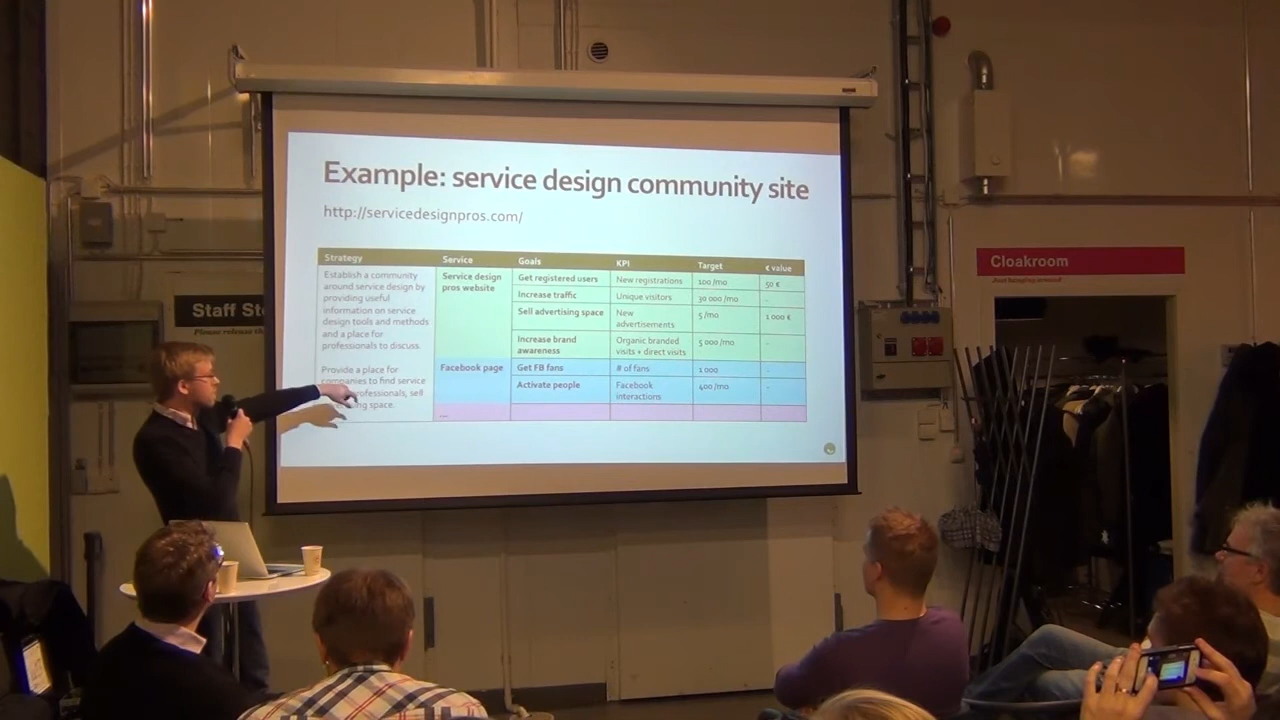 Example: service design community site
http://servicedesignpros.com/
Strategy Service Goals KPI Target € value
Establish a community
around service design by
providing useful
information on service
design tools and methods
and a place for
professionals to discuss.
Provide a place for
companies to find service
professionals, sell
space.
Service design
pros website
Get registered users New registrations 100 /mo 50 €
Increase traffic Unique visitors 30 000 /mo -
Sell advertising space New
advertisements 5 /mo 1 000 €
Increase brand
awareness Organic branded
visits + direct visits 5 000 /mo -
Facebook page Get FB fans # of fans 1 000 -
Activate people Facebook
interactions 400 /mo -
Staff
Please release
Cloakroom
Just hanging around